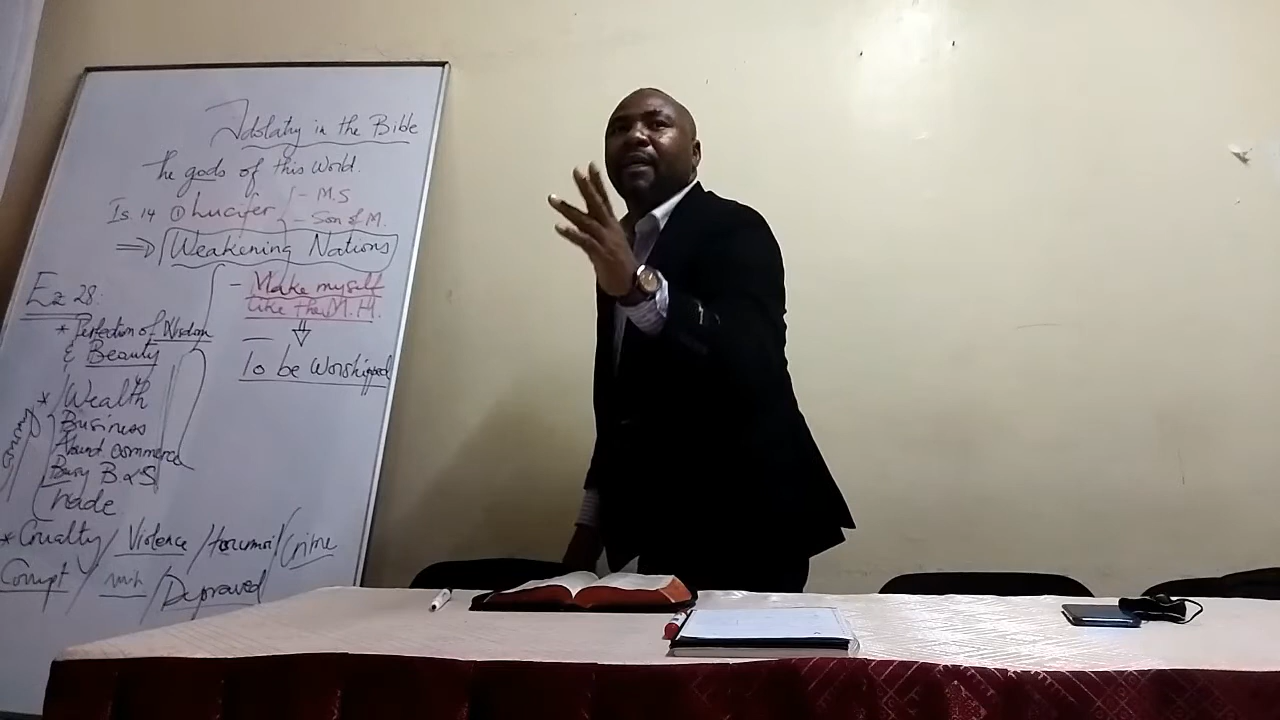 Idolatry in the Bible
the gods of this World.
Is. 14 ① Lucifer - M.S
- Son of M.
⇒ Weakening Nations
- Make myself
like the M.H.
⇓
To be Worshipped
Ez 28:
* Perfection of Wisdom
& Beauty
* Wealth
Business
Abund. commerce
Busy B & S
trade
* Crualty / Violence / / Crime
Corrupt / / Depraved